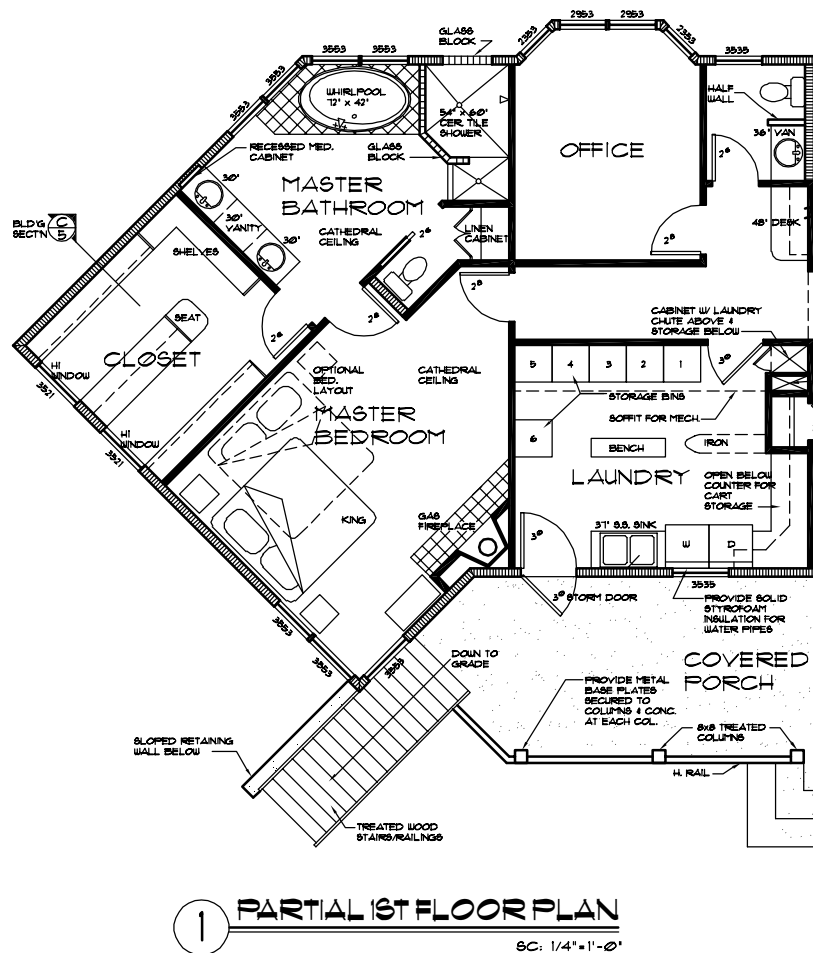 GLASS
BLOCK
2953
2953
2353
2353
3553
3553
3535
3553
3553
WHIRLPOOL
72" x 42"
54" x 60"
CER. TILE
SHOWER
HALF
WALL
36" VAN
OFFICE
RECESSED MED.
CABINET
GLASS
BLOCK
2⁶
30"
MASTER
BATHROOM
30"
VANITY
30"
CATHEDRAL
CEILING
2⁶
LINEN
CABINET
48" DESK
2⁸
BLD'G
SECT'N
C
5
SHELVES
SEAT
CLOSET
2⁶
2⁸
2⁸
CABINET W/ LAUNDRY
CHUTE ABOVE &
STORAGE BELOW
3⁰
HI
WINDOW
3521
HI
WINDOW
3521
OPTIONAL
BED.
LAYOUT
CATHEDRAL
CEILING
MASTER
BEDROOM
KING
5
4
3
2
1
STORAGE BINS
SOFFIT FOR MECH.
6
BENCH
IRON
LAUNDRY
OPEN BELOW
COUNTER FOR
CART
STORAGE
GAS
FIREPLACE
3⁰
37" S.S. SINK
W
D
3535
3⁰ STORM DOOR
PROVIDE SOLID
STYROFOAM
INSULATION FOR
WATER PIPES
3553
3553
3553
DOWN TO
GRADE
COVERED
PORCH
PROVIDE METAL
BASE PLATES
SECURED TO
COLUMNS & CONC.
AT EACH COL.
8x8 TREATED
COLUMNS
H. RAIL
SLOPED RETAINING
WALL BELOW
TREATED WOOD
STAIRS/RAILINGS
1
PARTIAL 1ST FLOOR PLAN
SC: 1/4"=1'-0"